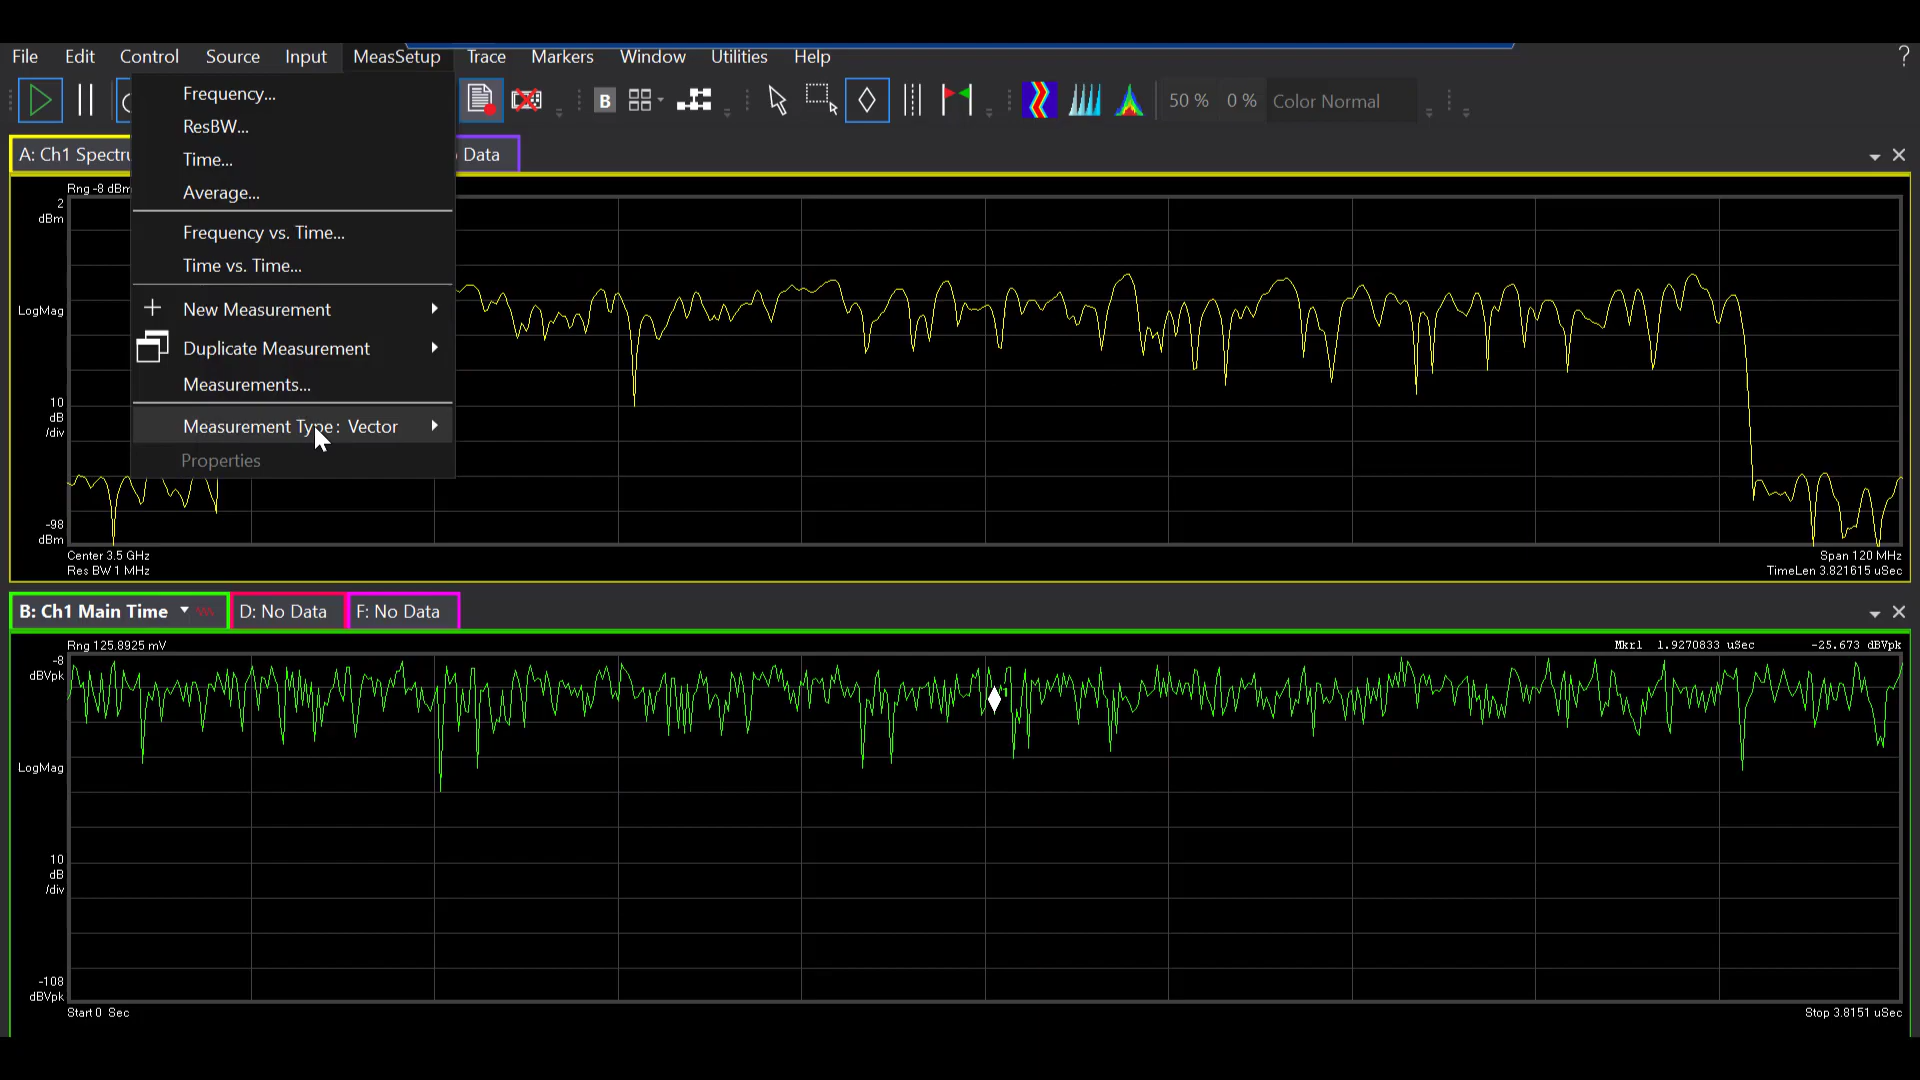 File Edit Control Source Input MeasSetup Trace Markers Window Utilities Help ?
Frequency...
ResBW...
Time...
Average...
Frequency vs. Time...
Time vs. Time...
New Measurement
Duplicate Measurement
Measurements...
Measurement Type: Vector
Properties
B
50 % 0 % Color Normal
A: Ch1 Spectru
Data
Rng -8 dBm
2
dBm
LogMag
10
dB
/div
-98
dBm
Center 3.5 GHz
Span 120 MHz
Res BW 1 MHz
TimeLen 3.821615 uSec
B: Ch1 Main Time D: No Data F: No Data
Rng 125.8925 mV
Mkr1 1.9270833 uSec -25.673 dBVpk
-8
dBVpk
LogMag
10
dB
/div
-108
dBVpk
Start 0 Sec
Stop 3.8151 uSec